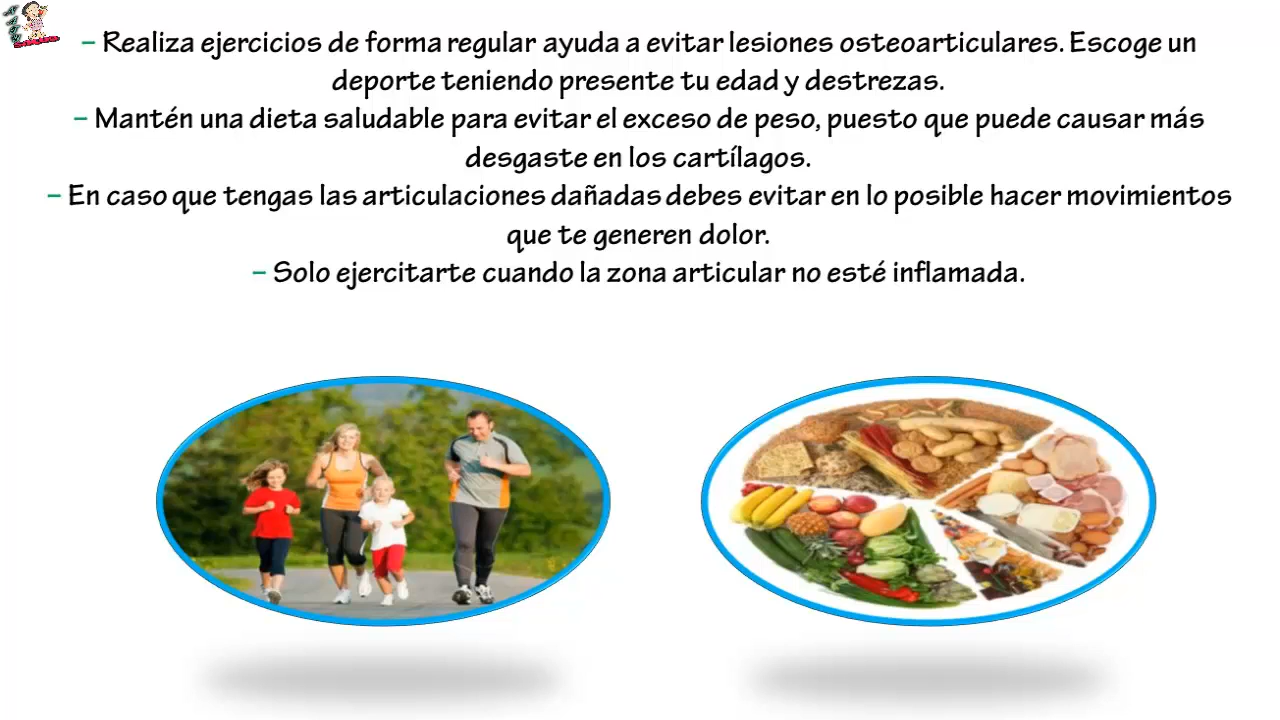 – Realiza ejercicios de forma regular ayuda a evitar lesiones osteoarticulares. Escoge un
deporte teniendo presente tu edad y destrezas.
– Mantén una dieta saludable para evitar el exceso de peso, puesto que puede causar más
desgaste en los cartílagos.
– En caso que tengas las articulaciones dañadas debes evitar en lo posible hacer movimientos
que te generen dolor.
– Solo ejercitarte cuando la zona articular no esté inflamada.